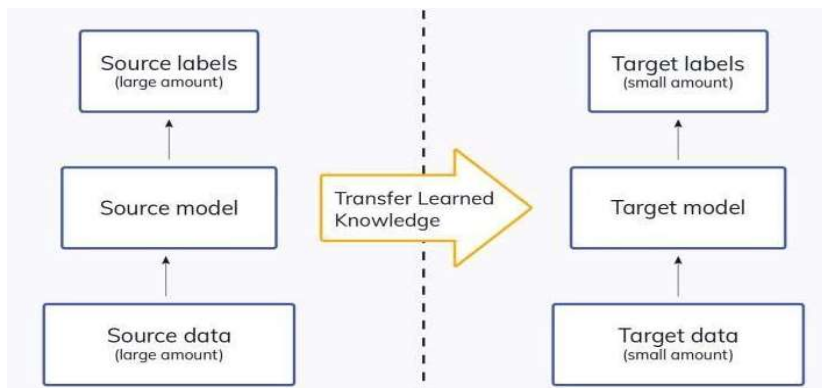 Source labels
(large amount)
Source model
Source data
(large amount)
Transfer Learned
Knowledge
Target labels
(small amount)
Target model
Target data
(small amount)